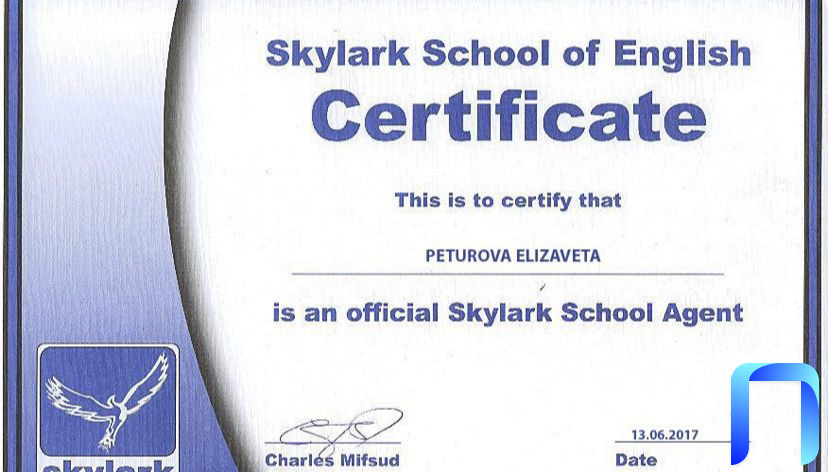 Skylark School of English
Certificate
This is to certify that
PETUROVA ELIZAVETA
is an official Skylark School Agent
13.06.2017
Charles Mifsud
Date
skylark